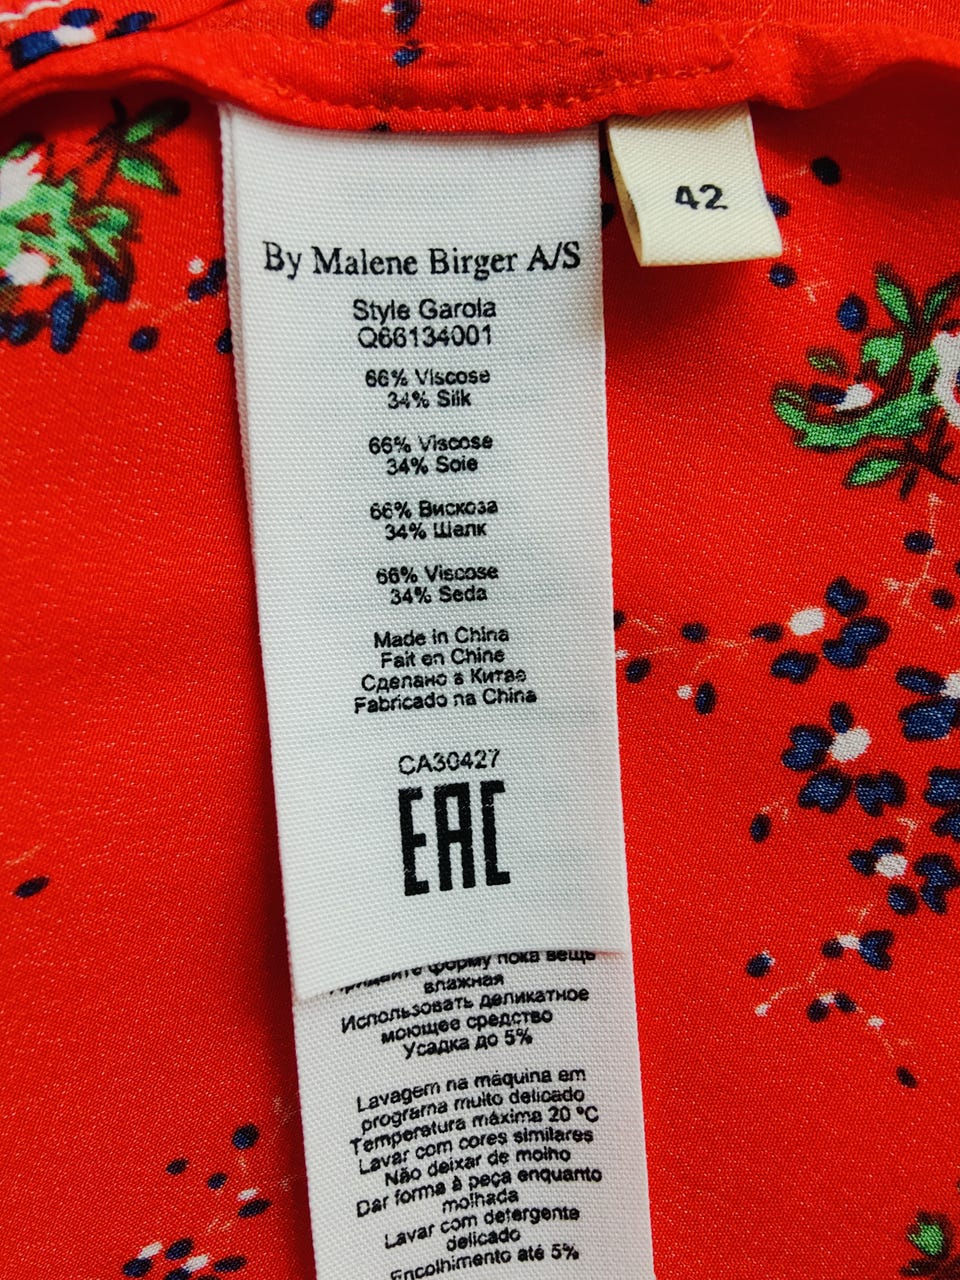 42
By Malene Birger A/S
Style Garola
Q66134001
66% Viscose
34% Silk
66% Viscose
34% Soie
66% Вискоза
34% Шелк
66% Viscose
34% Seda
Made in China
Fait en Chine
Сделано в Китае
Fabricado na China
CA30427
EAC
форму пока вещь
влажная
Использовать деликатное
моющее средство
Усадка до 5%
Lavagem na máquina em
programa muito delicado
Temperatura máxima 20 °C
Lavar com cores similares
Não deixar de molho
Dar forma à peça enquanto
molhada
Lavar com detergente
delicado
Encolhimento até 5%